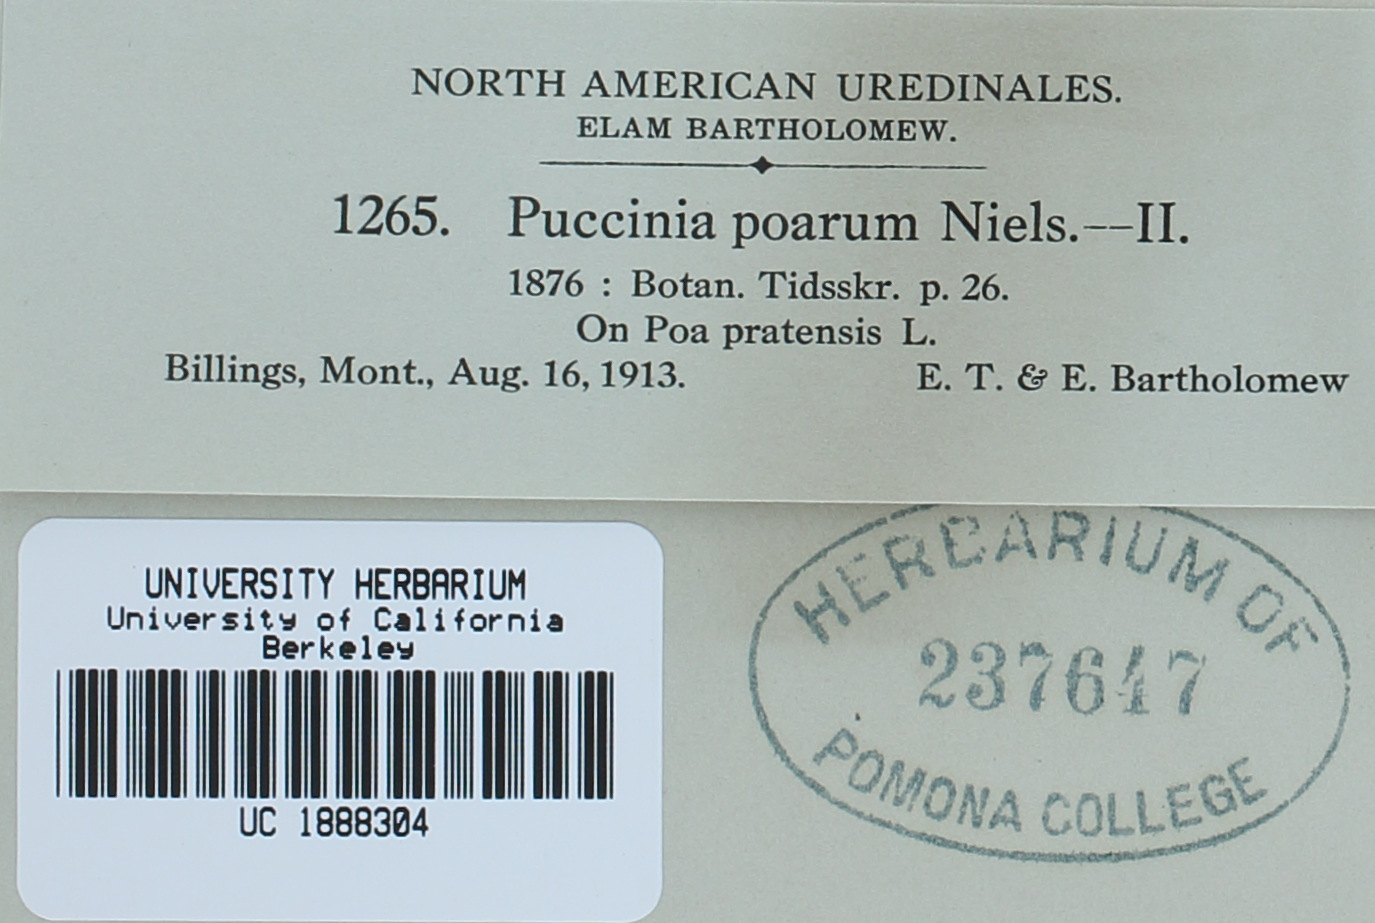 NORTH AMERICAN UREDINALES.
ELAM BARTHOLOMEW.
1265. Puccinia poarum Niels.—II.
1876 : Botan. Tidsskr. p. 26.
On Poa pratensis L.
Billings, Mont., Aug. 16, 1913. E. T. & E. Bartholomew
UNIVERSITY HERBARIUM
University of California
Berkeley
UC 1888304
HERBARIUM OF
237647
POMONA COLLEGE